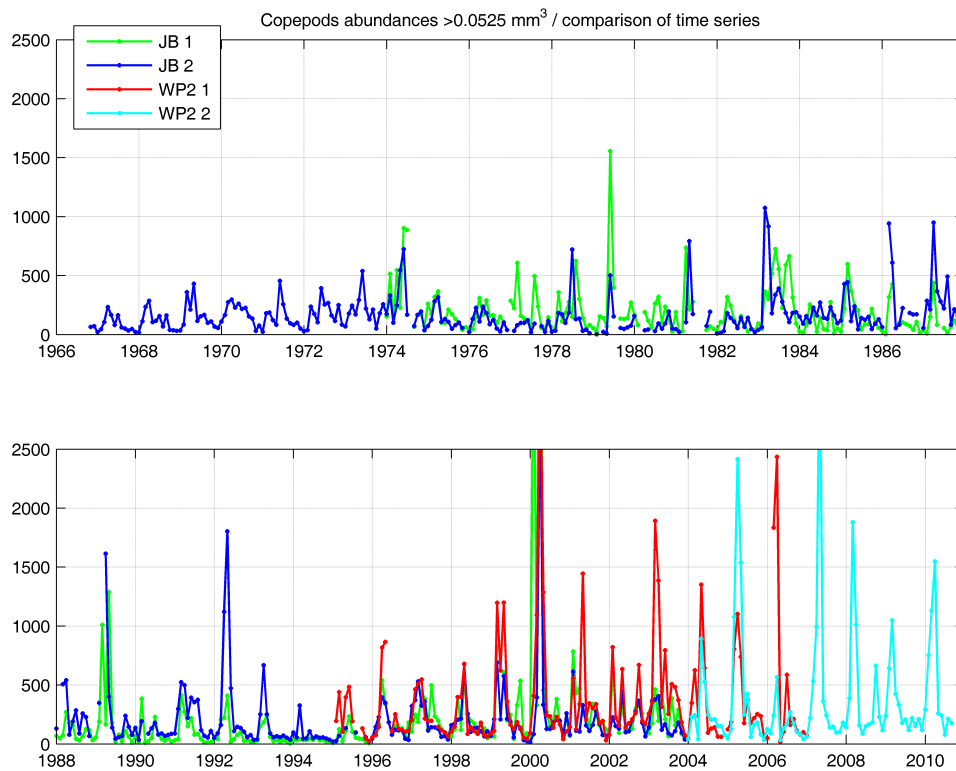 Copepods abundances >0.0525 mm³ / comparison of time series
JB 1
JB 2
WP2 1
WP2 2
2500
2000
1500
1000
500
0
1966 1968 1970 1972 1974 1976 1978 1980 1982 1984 1986
2500
2000
1500
1000
500
0
1988 1990 1992 1994 1996 1998 2000 2002 2004 2006 2008 2010